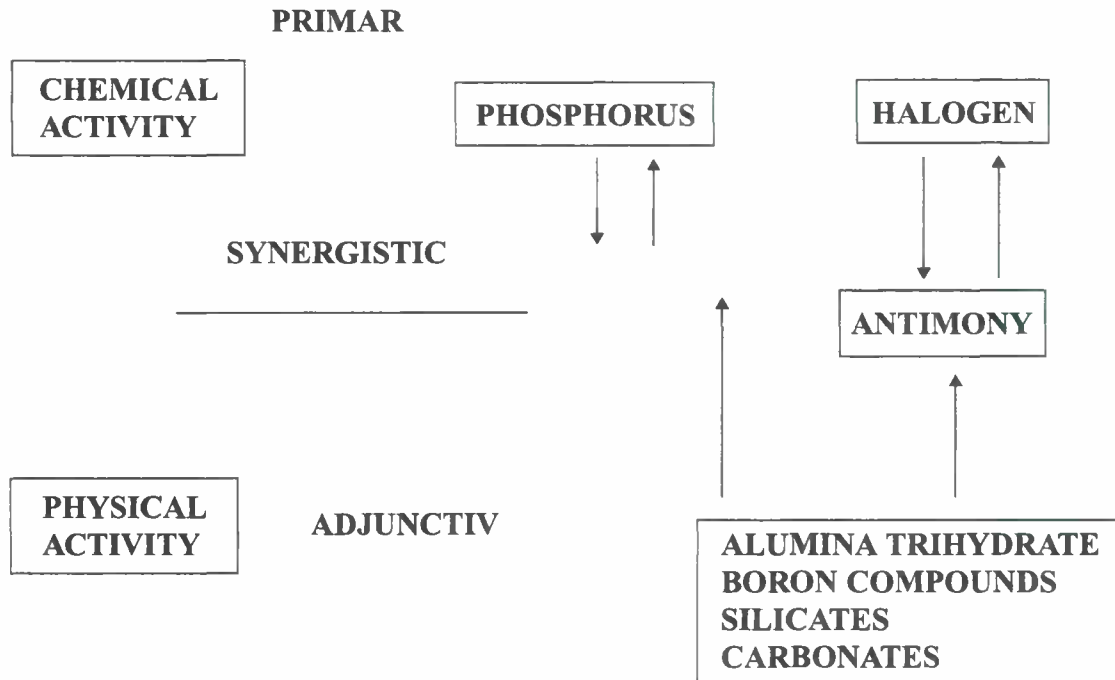 PRIMAR
CHEMICAL
ACTIVITY
PHOSPHORUS
HALOGEN
SYNERGISTIC
ANTIMONY
PHYSICAL
ACTIVITY
ADJUNCTIV
ALUMINA TRIHYDRATE
BORON COMPOUNDS
SILICATES
CARBONATES